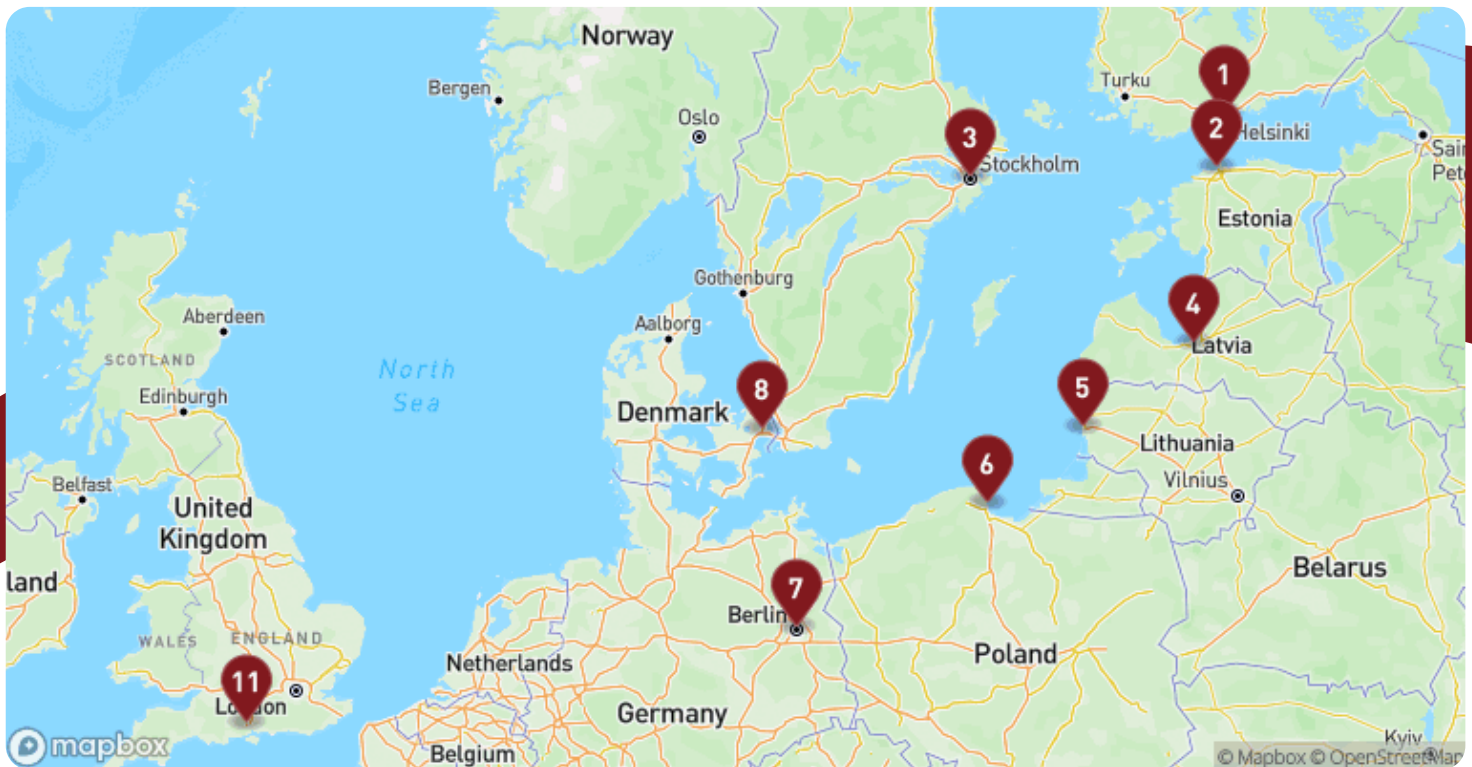 Norway
Bergen
Oslo
Turku
1
2
Helsinki
3
Stockholm
Sain
Pet
Estonia
Gothenburg
Aberdeen
SCOTLAND
Aalborg
North
Sea
4
Latvia
Edinburgh
8
Denmark
5
Lithuania
6
Vilnius
Belfast
United
Kingdom
land
Belarus
7
Berlin
WALES
ENGLAND
Netherlands
Poland
11
London
Germany
Belgium
Kyiv
mapbox
© Mapbox © OpenStreetMap